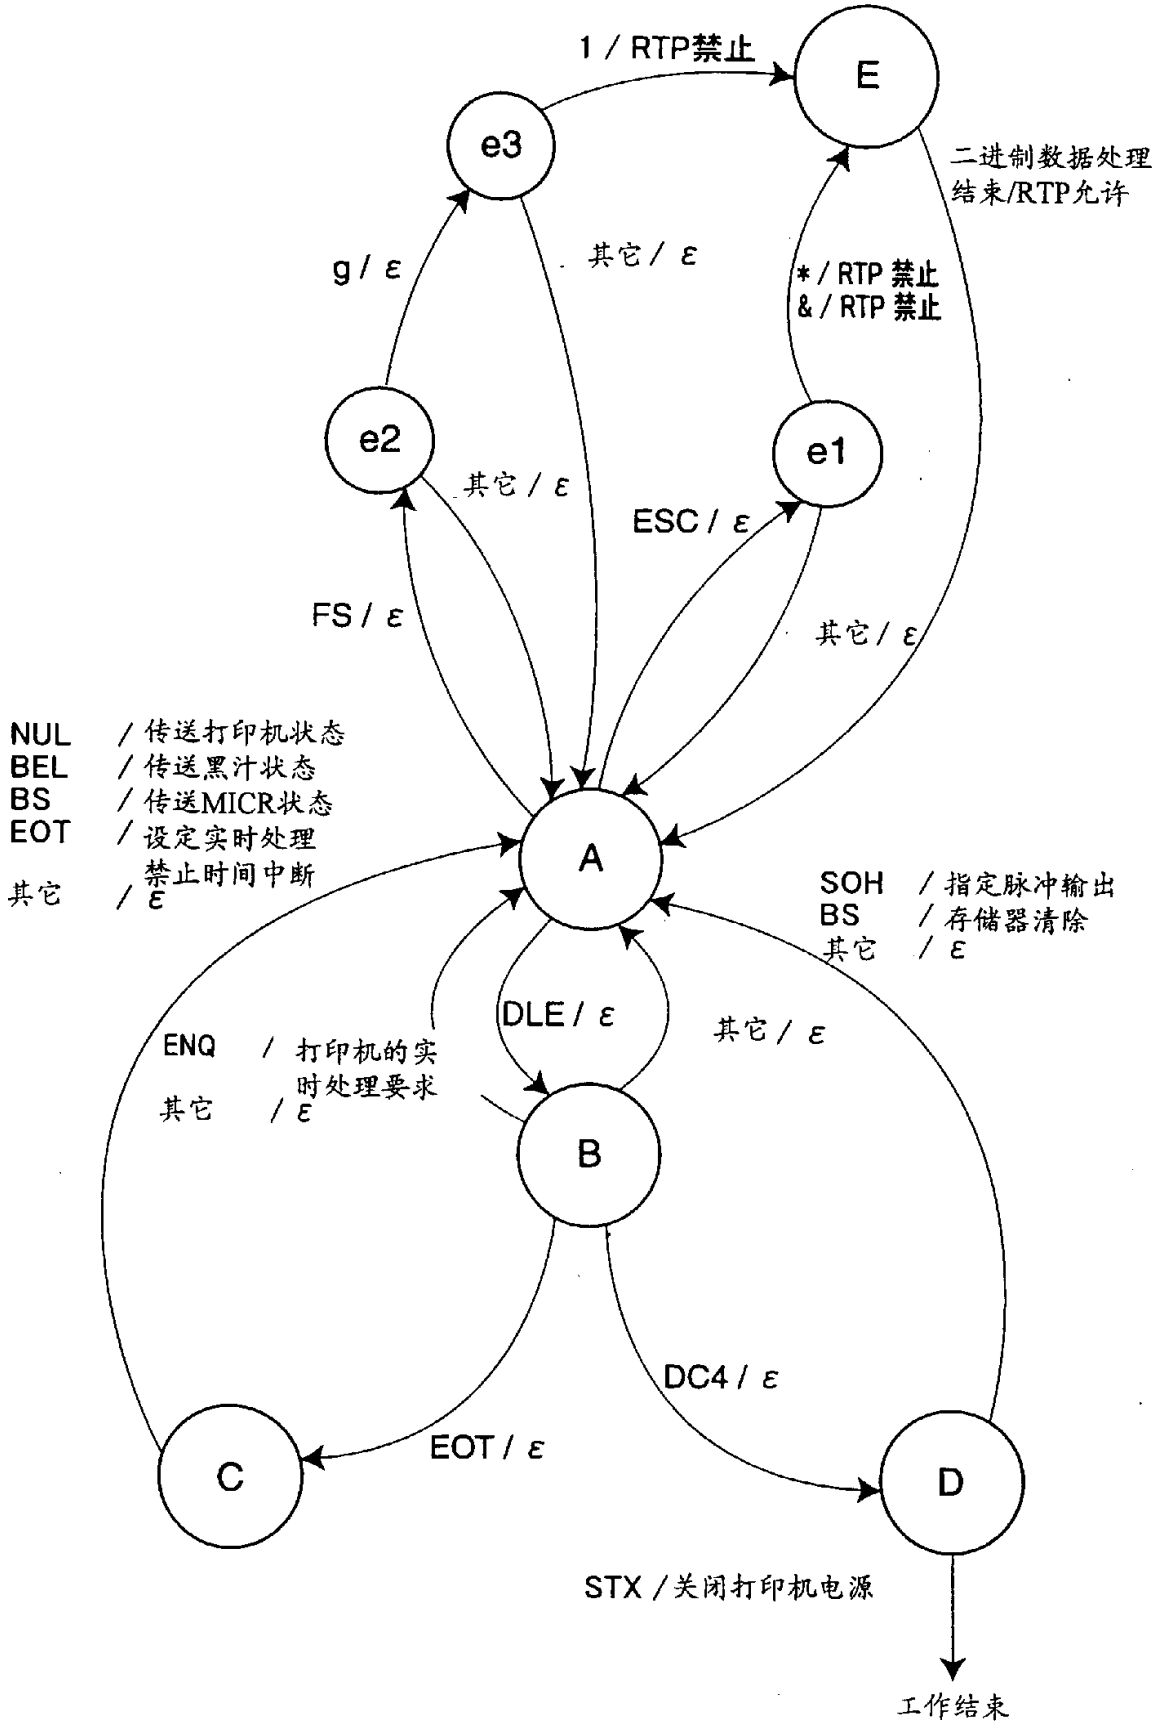 1 / RTP禁止
E
e3
二进制数据处理
结束/RTP允许
其它 / ε
g / ε
* / RTP 禁止
& / RTP 禁止
e2
e1
其它 / ε
ESC / ε
FS / ε
其它 / ε
NUL / 传送打印机状态
BEL / 传送黑汁状态
BS / 传送MICR状态
EOT / 设定实时处理
禁止时间中断
其它 / ε
A
SOH / 指定脉冲输出
BS / 存储器清除
其它 / ε
DLE / ε
其它 / ε
ENQ / 打印机的实
时处理要求
其它 / ε
B
DC4 / ε
EOT / ε
C
D
STX / 关闭打印机电源
工作结束